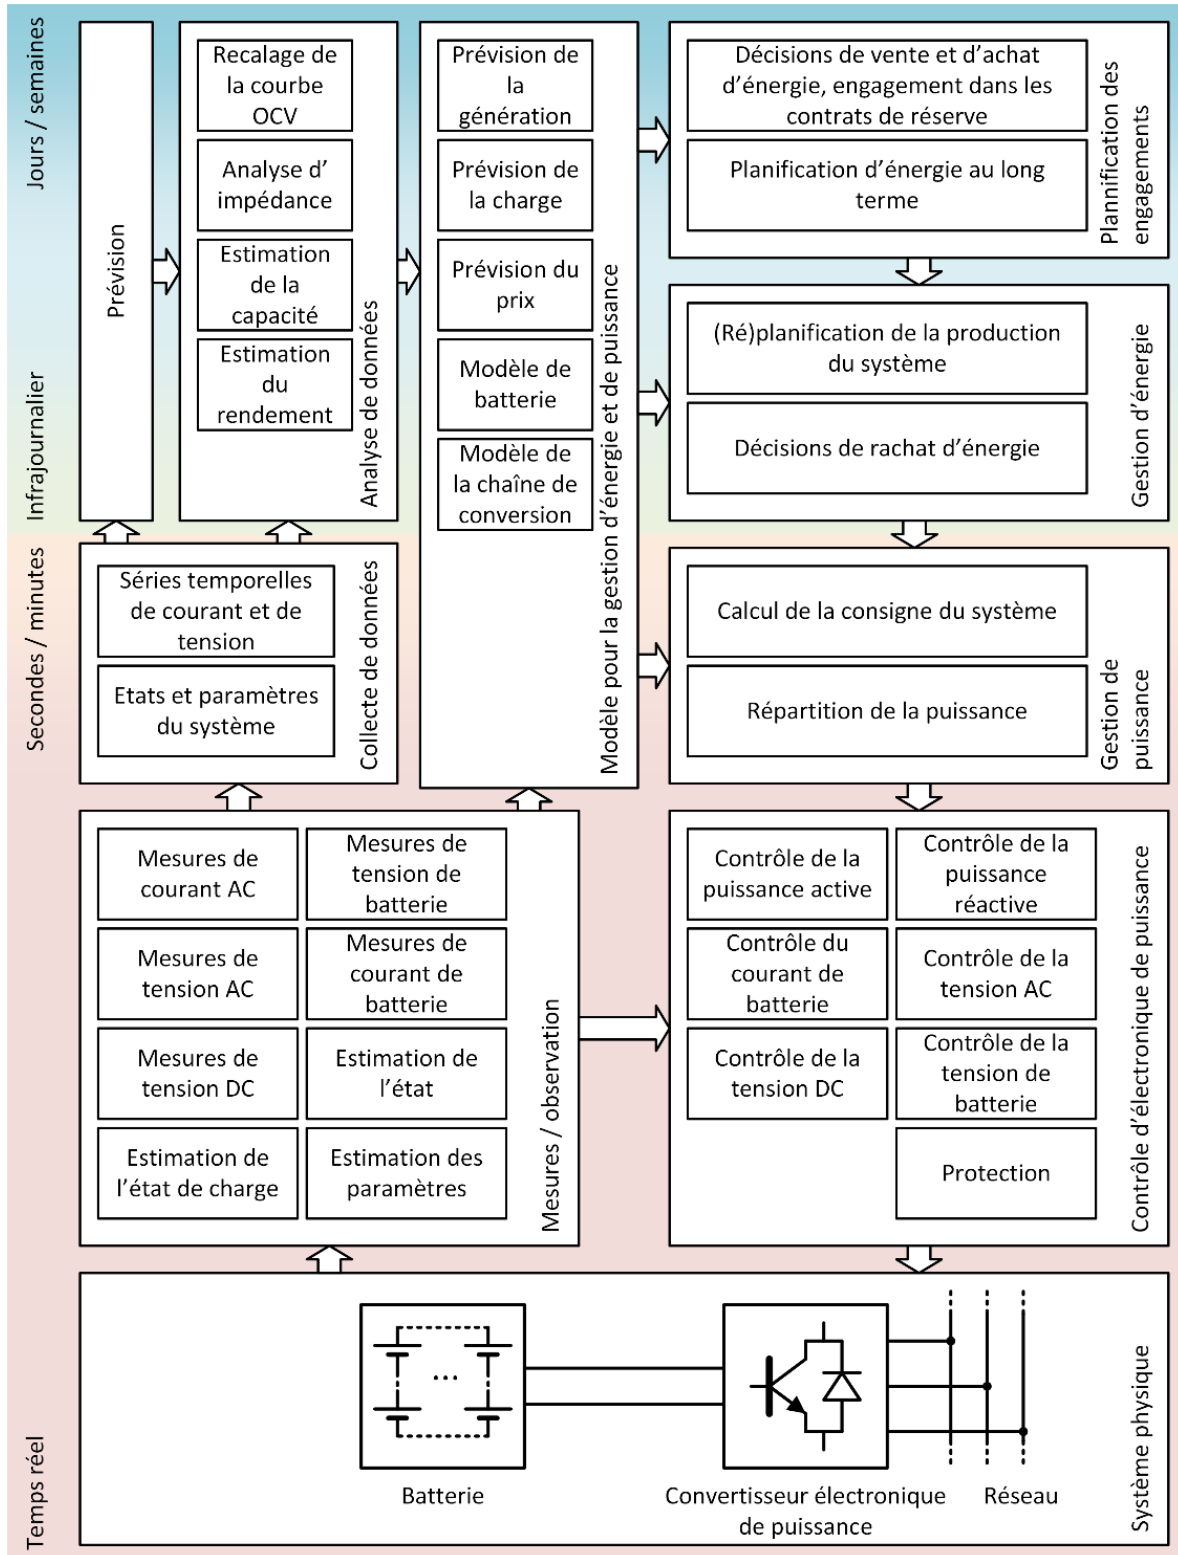 Jours / semaines
Infrajournalier
Secondes / minutes
Temps réel
Prévision
Recalage de
la courbe
OCV
Analyse d'
impédance
Estimation
de la
capacité
Estimation
du
rendement
Analyse de données
Prévision de
la
génération
Prévision
de la charge
Prévision du
prix
Modèle de
batterie
Modèle de
la chaîne de
conversion
Modèle pour la gestion d'énergie et de puissance
Décisions de vente et d'achat
d'énergie, engagement dans les
contrats de réserve
Planification d'énergie au long
terme
Plannification des
engagements
(Ré)planification de la production
du système
Décisions de rachat d'énergie
Gestion d'énergie
Séries temporelles
de courant et de
tension
Etats et paramètres
du système
Collecte de données
Calcul de la consigne du système
Répartition de la puissance
Gestion de
puissance
Mesures de
courant AC
Mesures de
tension de
batterie
Mesures de
tension AC
Mesures de
courant de
batterie
Mesures de
tension DC
Estimation de
l'état
Estimation de
l'état de charge
Estimation des
paramètres
Mesures / observation
Contrôle de la
puissance active
Contrôle de la
puissance
réactive
Contrôle du
courant de
batterie
Contrôle de la
tension AC
Contrôle de la
tension DC
Contrôle de la
tension de
batterie
Protection
Contrôle d'électronique de puissance
...
Batterie
Convertisseur électronique
de puissance
Réseau
Système physique